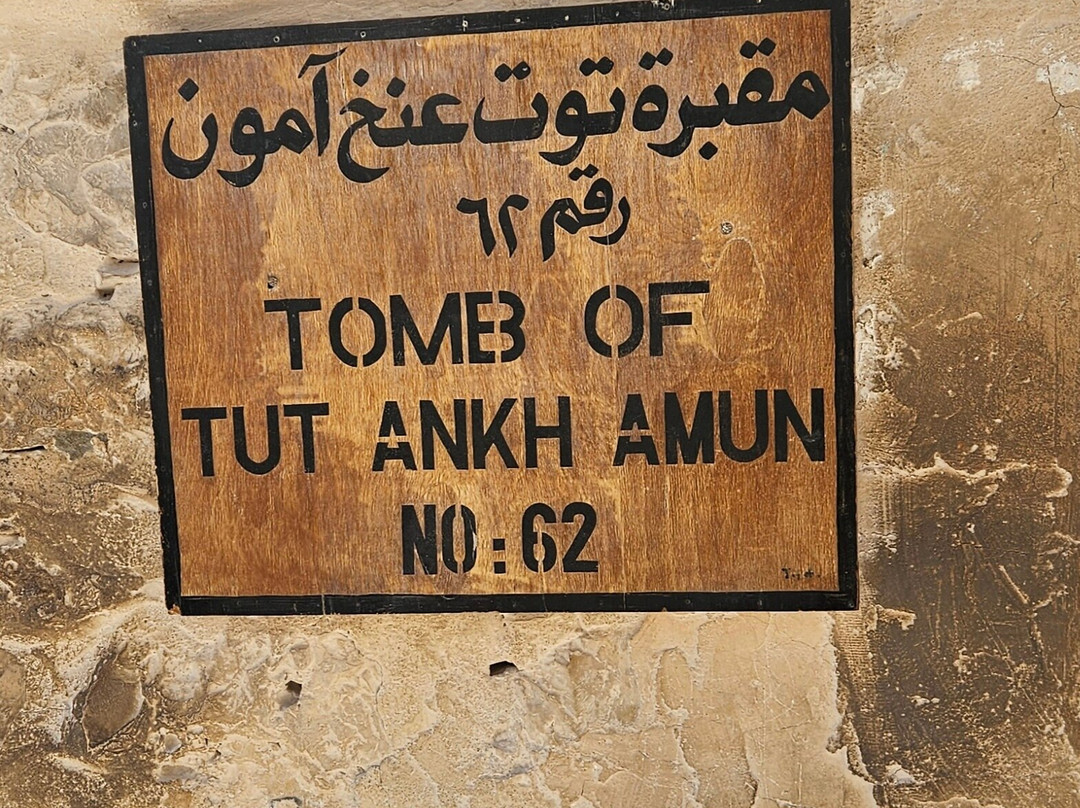 مقبرة توت عنخ آمون
رقم ٦٢
TOMB OF
TUT ANKH AMUN
NO: 62